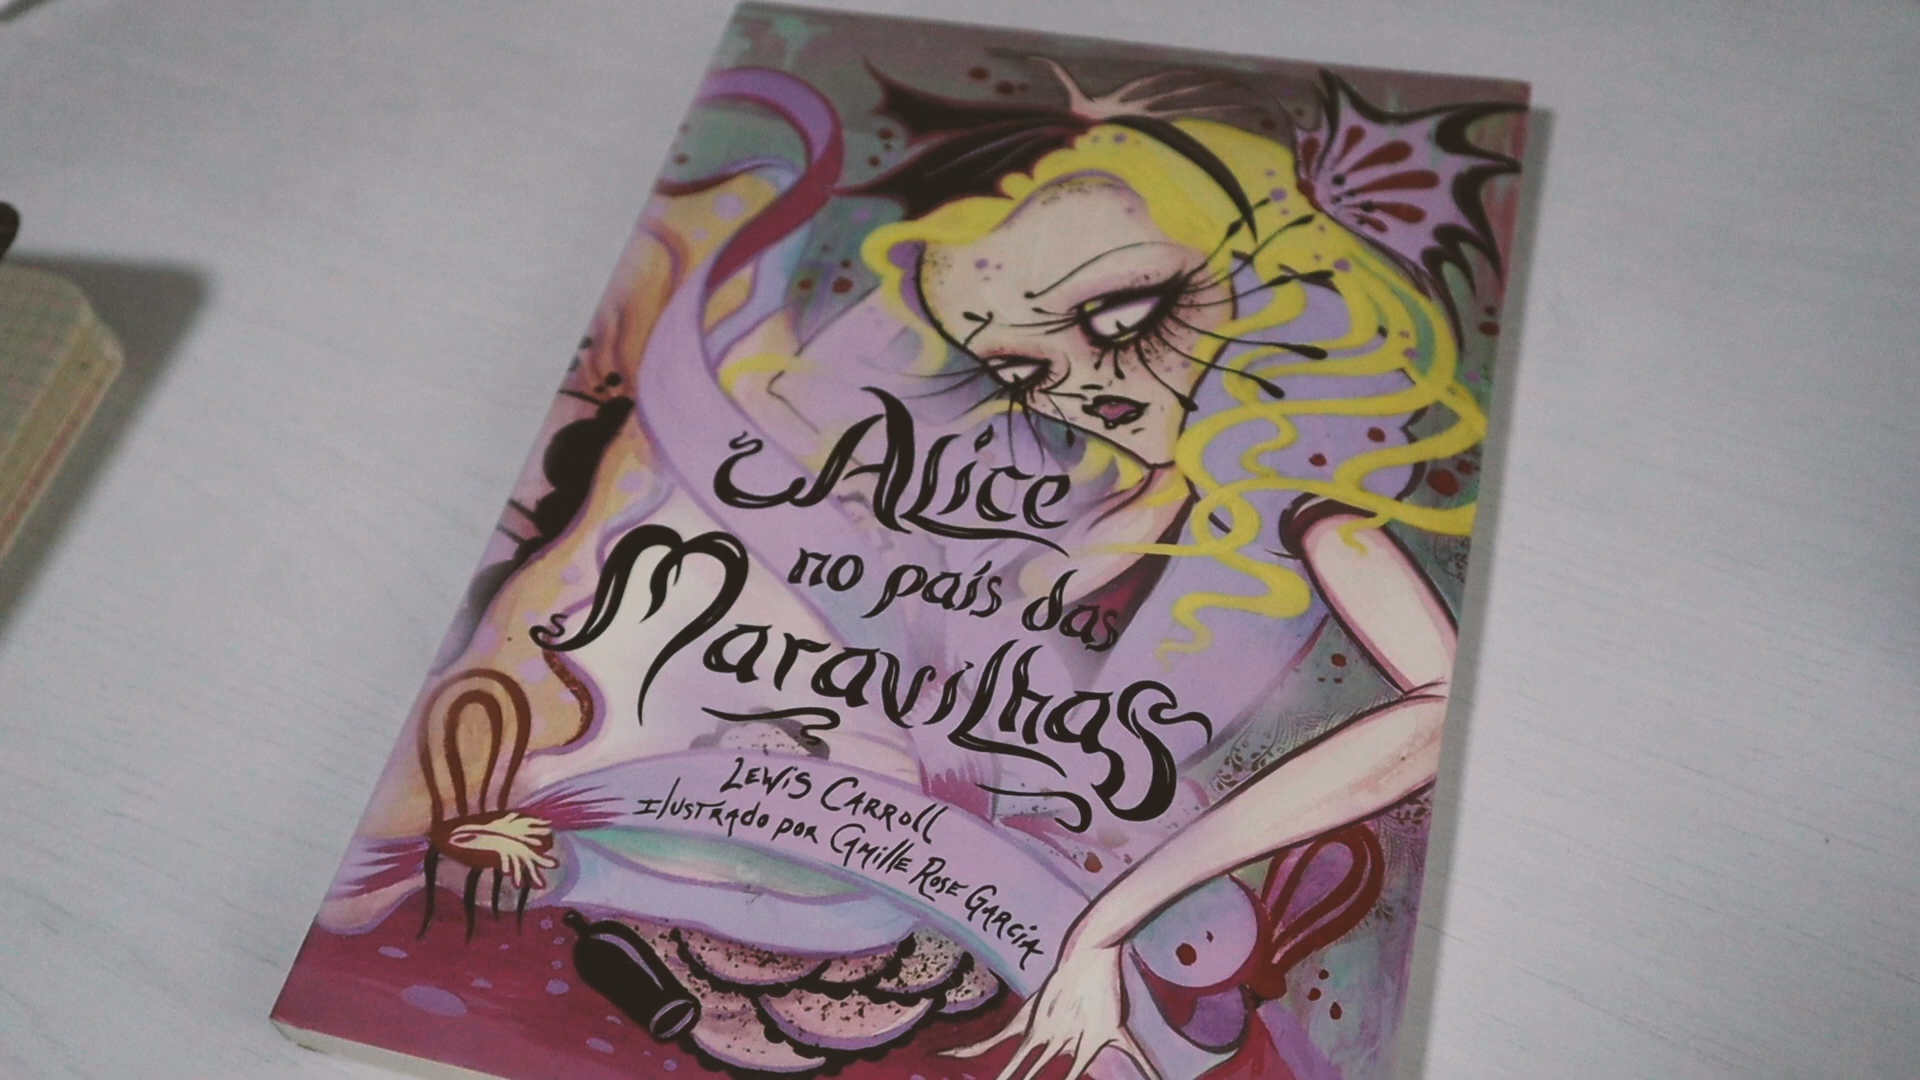 Alice
no país das
Maravilhas
Lewis Carroll
Ilustrado por Camille Rose Garcia